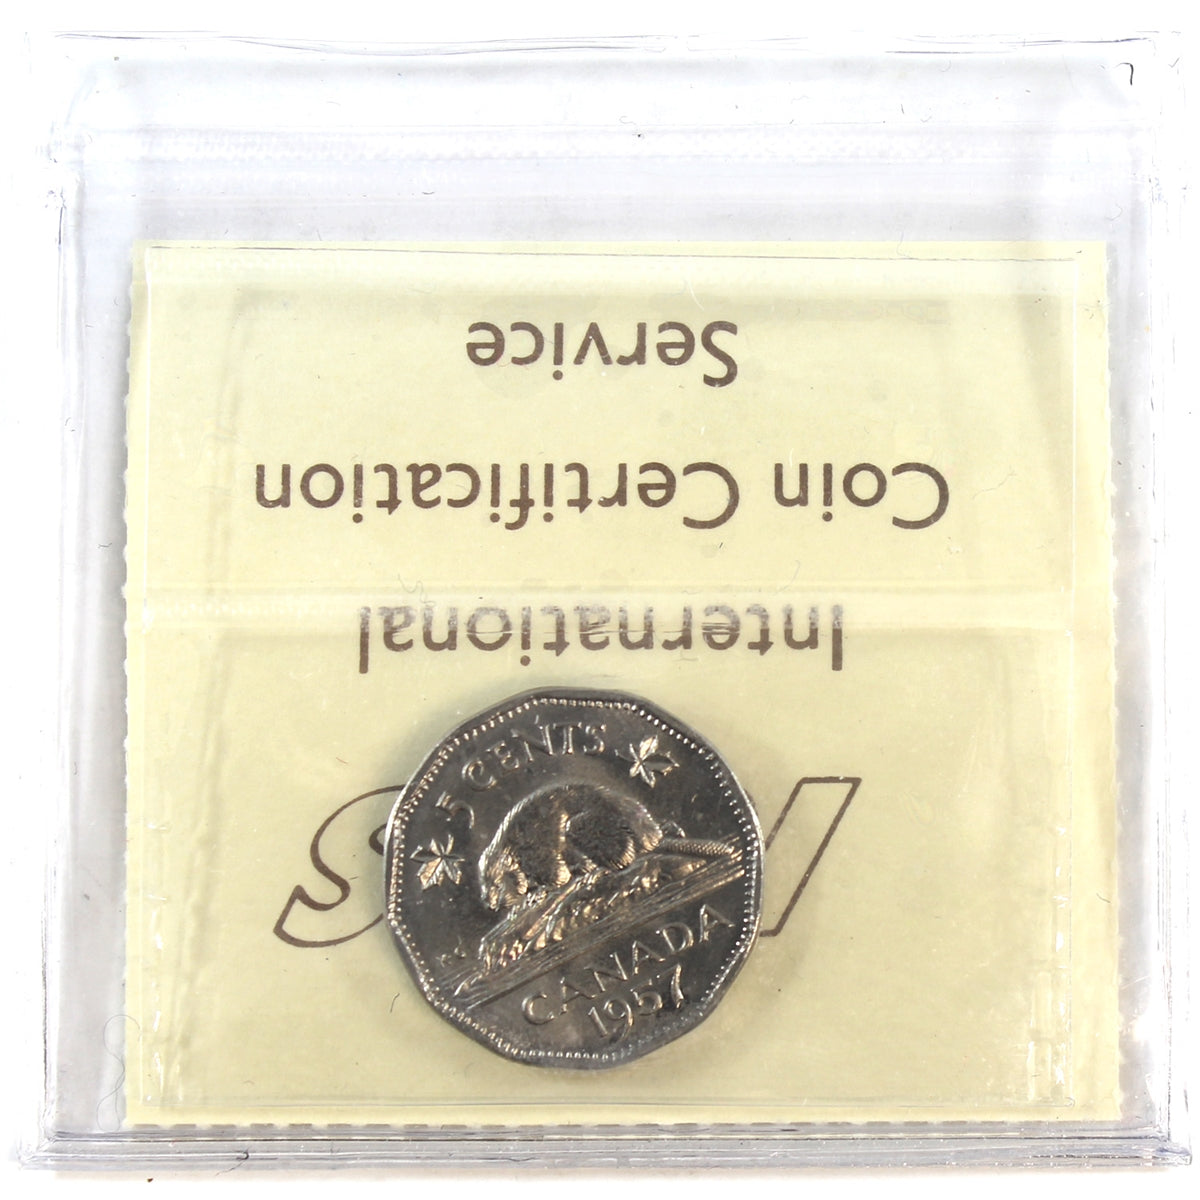 International
Coin Certification
Service
5 CENTS
CANADA
1957